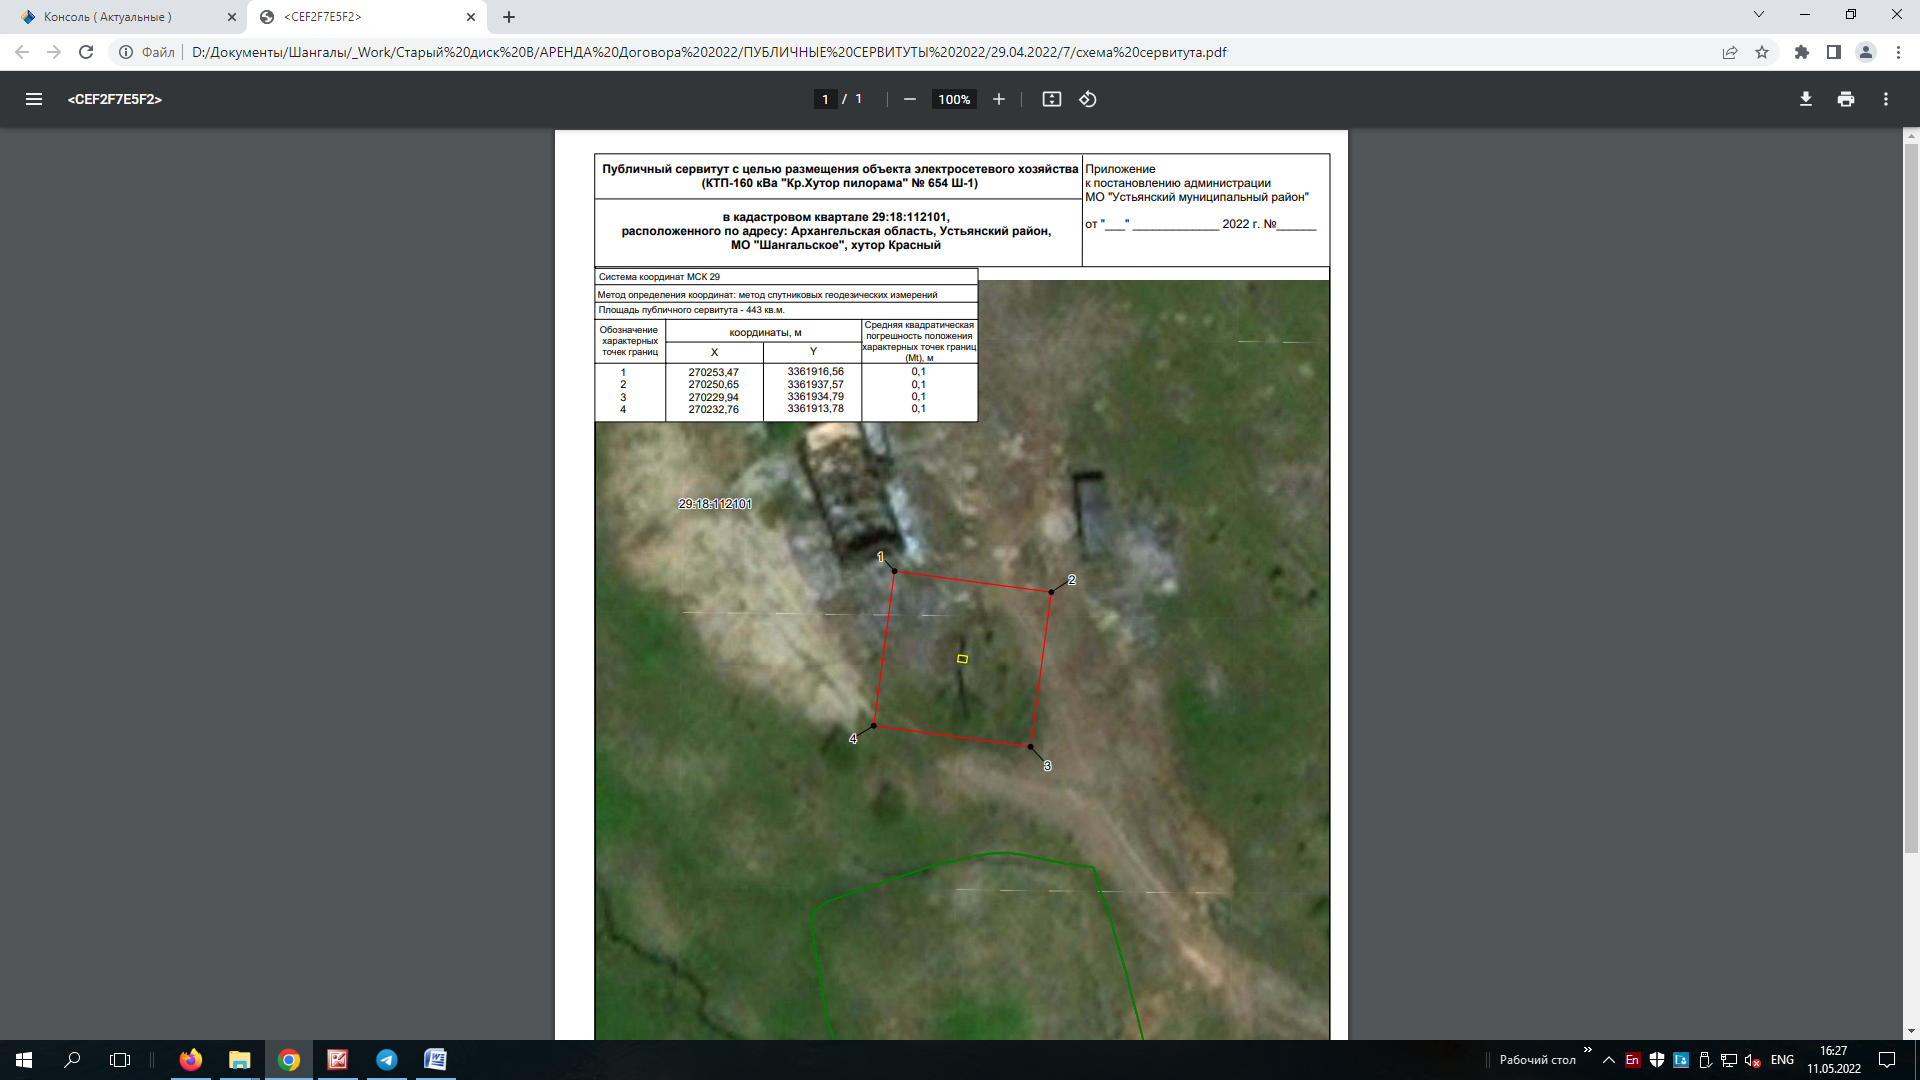 Консоль ( Актуальные )
<CEF2F7E5F2>
Файл
D:/Документы/Шангалы/_Work/Старый%20диск%20В/АРЕНДА%20Договора%202022/ПУБЛИЧНЫЕ%20СЕРВИТУТЫ%202022/29.04.2022/7/схема%20сервитута.pdf
<CEF2F7E5F2>
1 / 1
100%
Публичный сервитут с целью размещения объекта электросетевого хозяйства
(КТП-160 кВа "Кр.Хутор пилорама" № 654 Ш-1)
в кадастровом квартале 29:18:112101,
расположенного по адресу: Архангельская область, Устьянский район,
МО "Шангальское", хутор Красный
Приложение
к постановлению администрации
МО "Устьянский муниципальный район"
от "___" _____________ 2022 г. №______
Система координат МСК 29
Метод определения координат: метод спутниковых геодезических измерений
Площадь публичного сервитута - 443 кв.м.
Обозначение
характерных
точек границ
координаты, м
X
Y
Средняя квадратическая
погрешность положения
характерных точек границ
(Mt), м
1 270253,47 3361916,56 0,1
2 270250,65 3361937,57 0,1
3 270229,94 3361934,79 0,1
4 270232,76 3361913,78 0,1
29:18:112101
1
2
4
3
Рабочий стол
En
ENG
16:27
11.05.2022